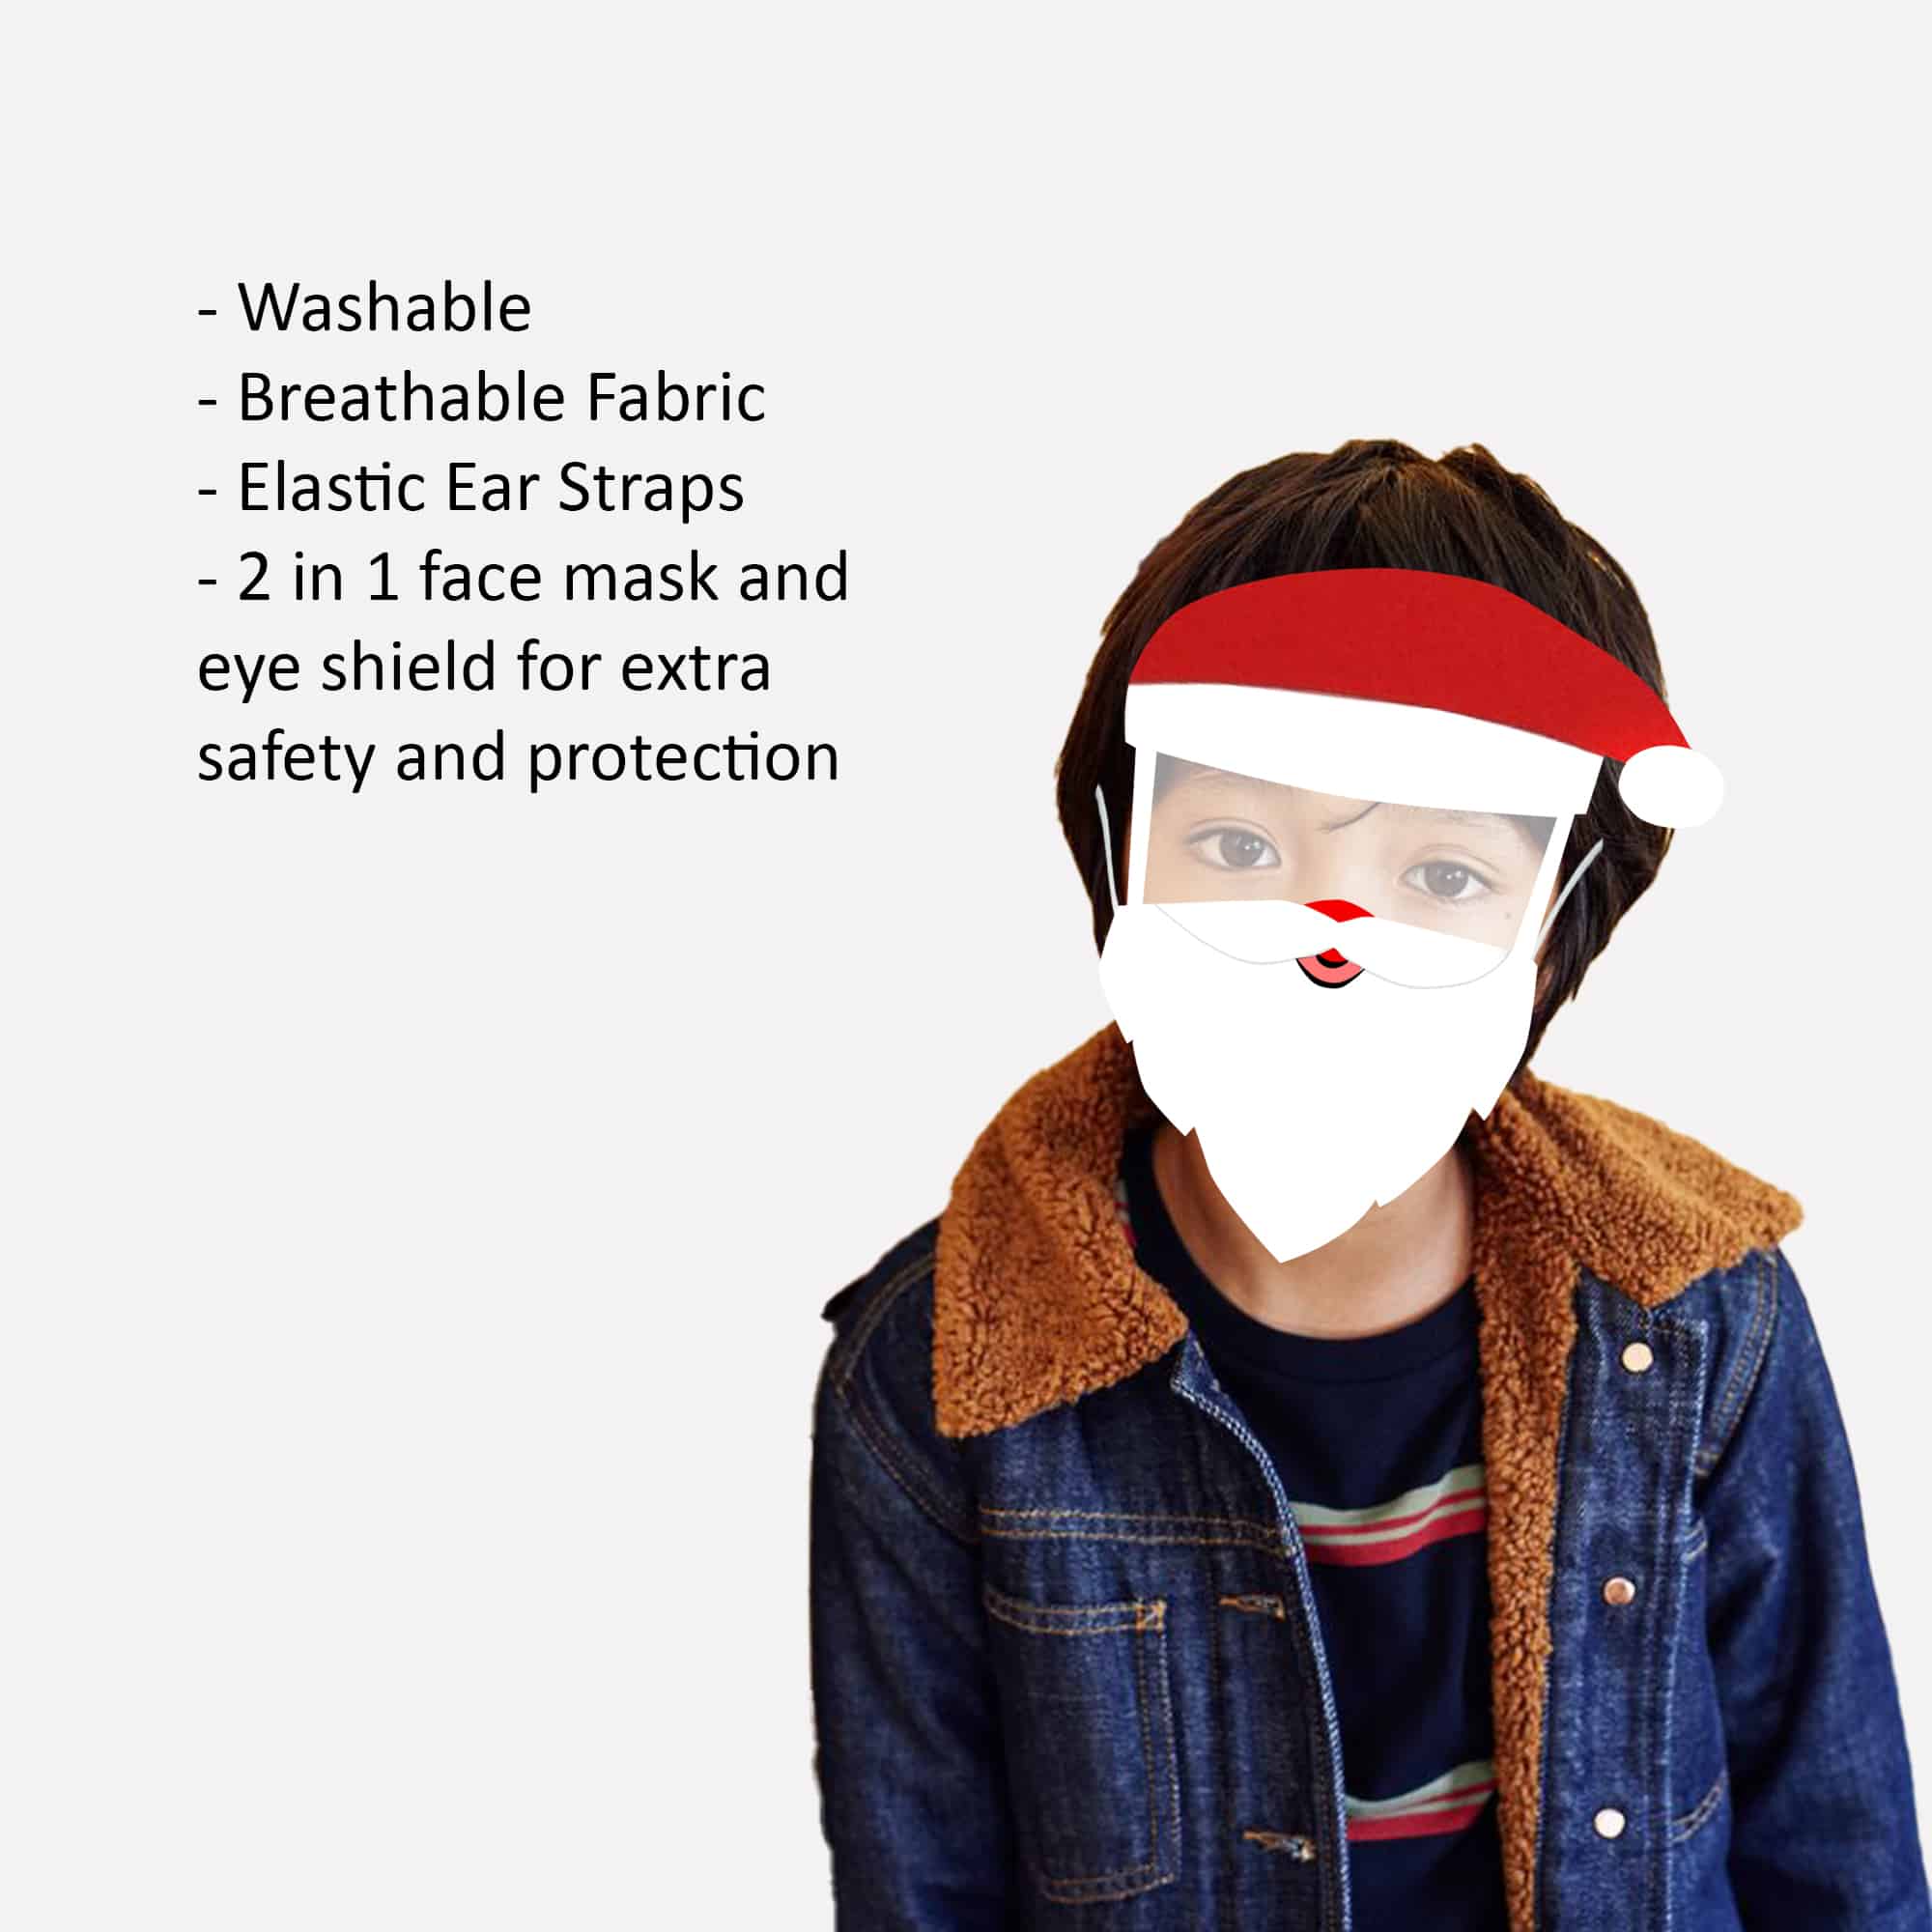 - Washable
- Breathable Fabric
- Elastic Ear Straps
- 2 in 1 face mask and
eye shield for extra
safety and protection